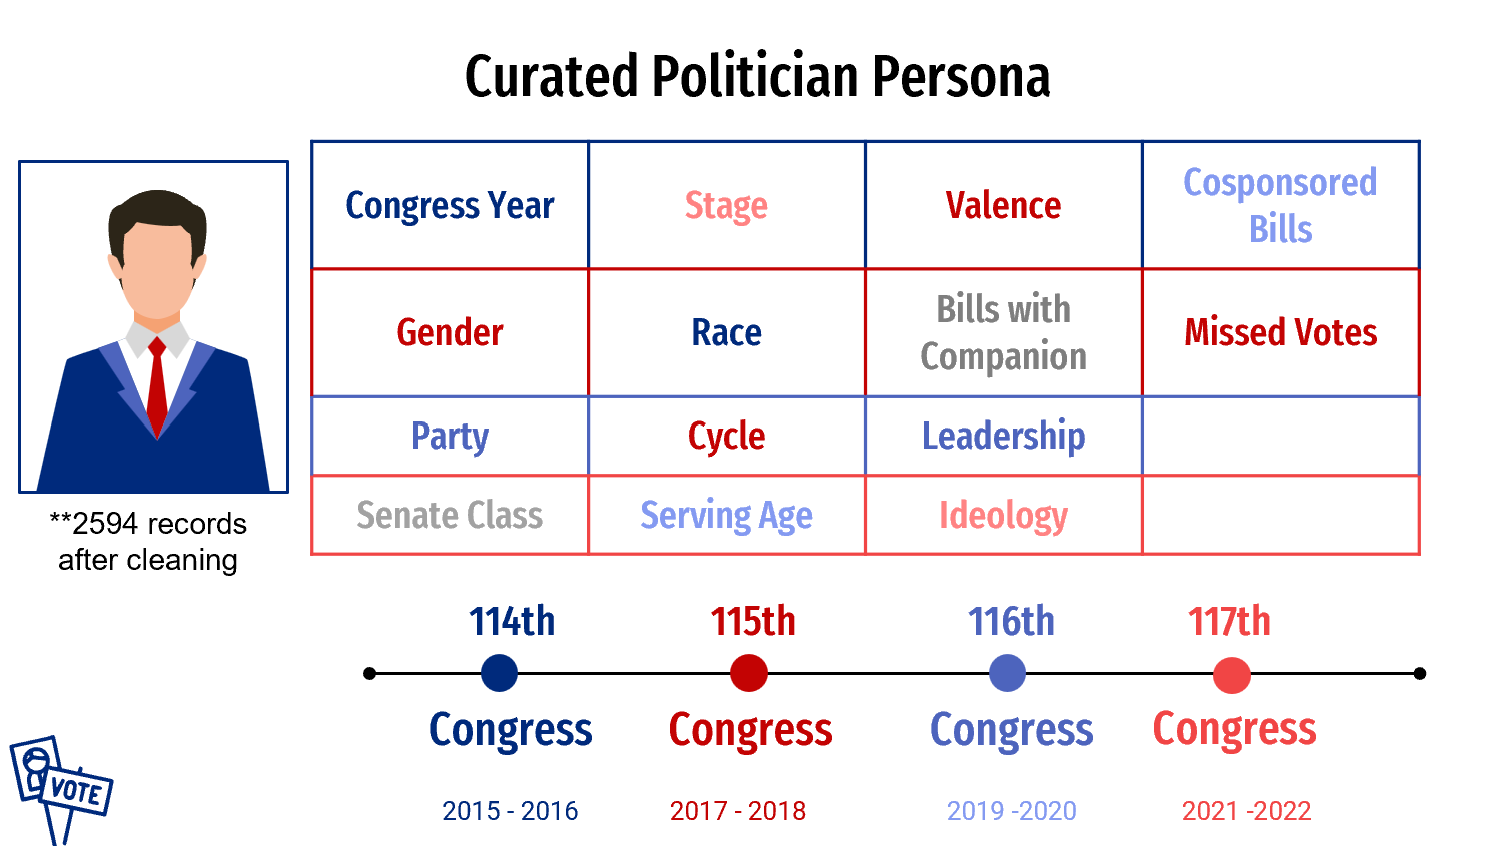 Curated Politician Persona
Congress Year
Stage
Valence
Cosponsored
Bills
Gender
Race
Bills with
Companion
Missed Votes
Party
Cycle
Leadership
Senate Class
Serving Age
Ideology
**2594 records
after cleaning
114th
115th
116th
117th
Congress
Congress
Congress
Congress
2015 - 2016
2017 - 2018
2019 -2020
2021 -2022
VOTE